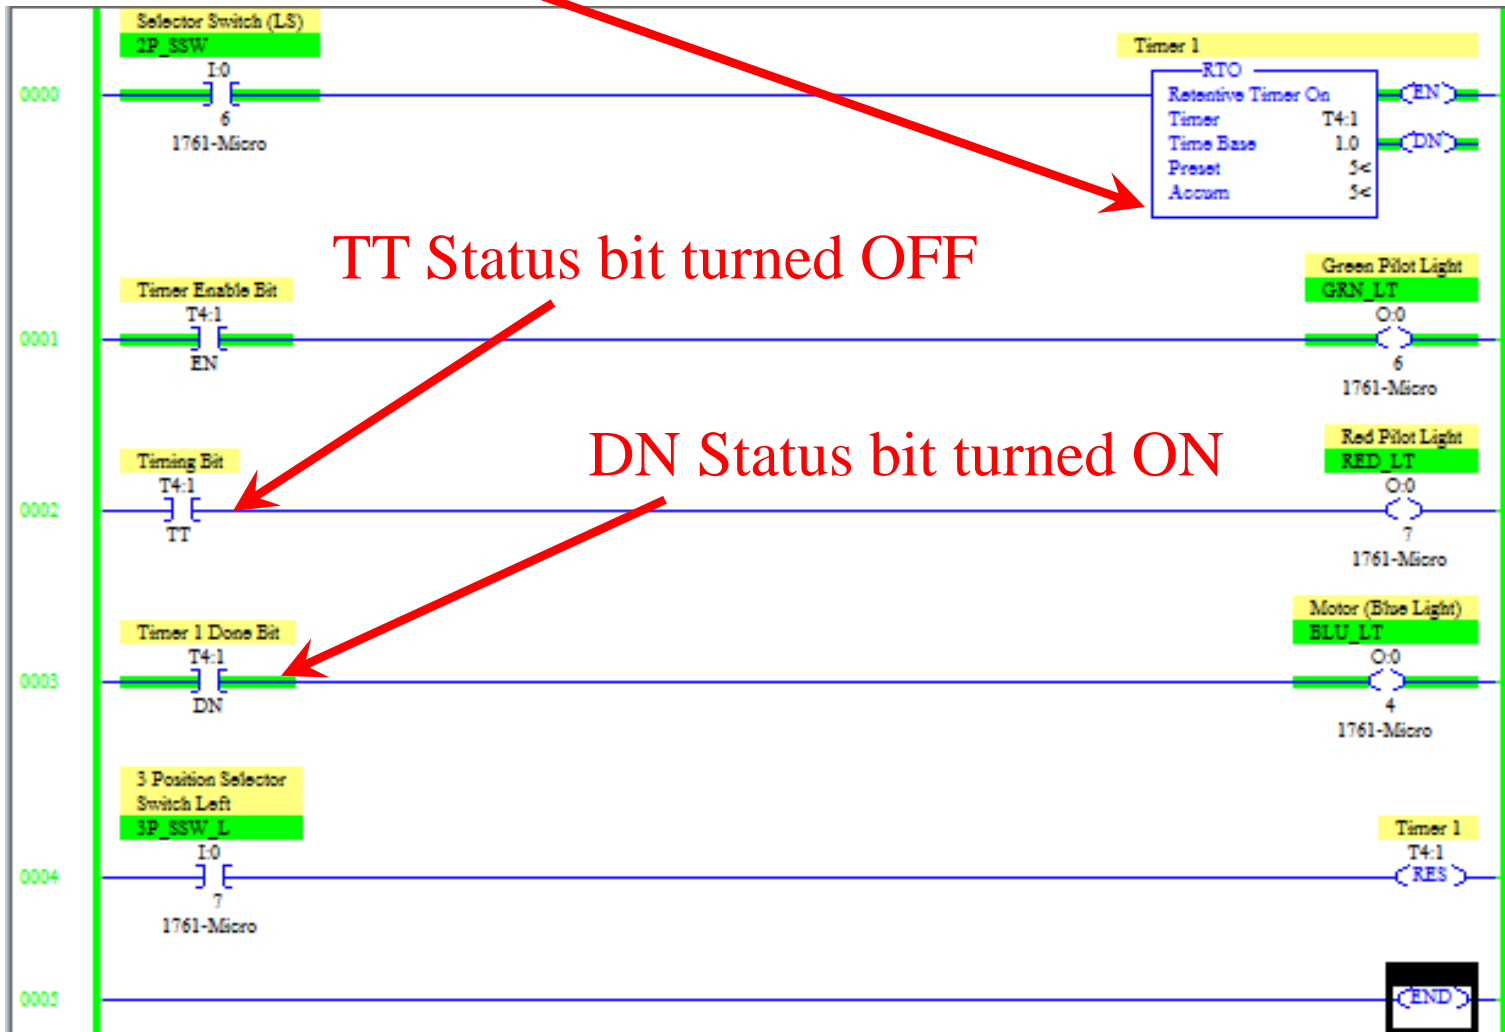 Selector Switch (LS)
2P_SSW
I:0
6
1761-Micro
0000
Timer 1
RTO
Retentive Timer On
Timer T4:1
Time Base 1.0
Preset 5<
Accum 5<
EN
DN
TT Status bit turned OFF
Timer Enable Bit
T4:1
EN
0001
Green Pilot Light
GRN_LT
O:0
6
1761-Micro
DN Status bit turned ON
Timing Bit
T4:1
TT
0002
Red Pilot Light
RED_LT
O:0
7
1761-Micro
Timer 1 Done Bit
T4:1
DN
0003
Motor (Blue Light)
BLU_LT
O:0
4
1761-Micro
3 Position Selector
Switch Left
3P_SSW_L
I:0
7
1761-Micro
0004
Timer 1
T4:1
RES
0005
END